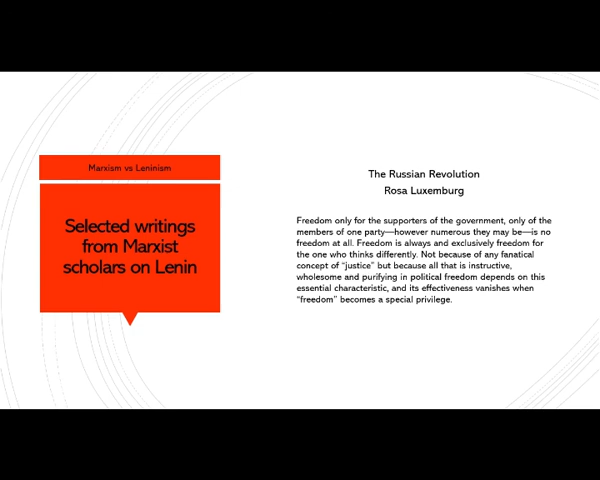 Marxism vs Leninism
Selected writings
from Marxist
scholars on Lenin
The Russian Revolution
Rosa Luxemburg
Freedom only for the supporters of the government, only of the
members of one party—however numerous they may be—is no
freedom at all. Freedom is always and exclusively freedom for
the one who thinks differently. Not because of any fanatical
concept of “justice” but because all that is instructive,
wholesome and purifying in political freedom depends on this
essential characteristic, and its effectiveness vanishes when
“freedom” becomes a special privilege.